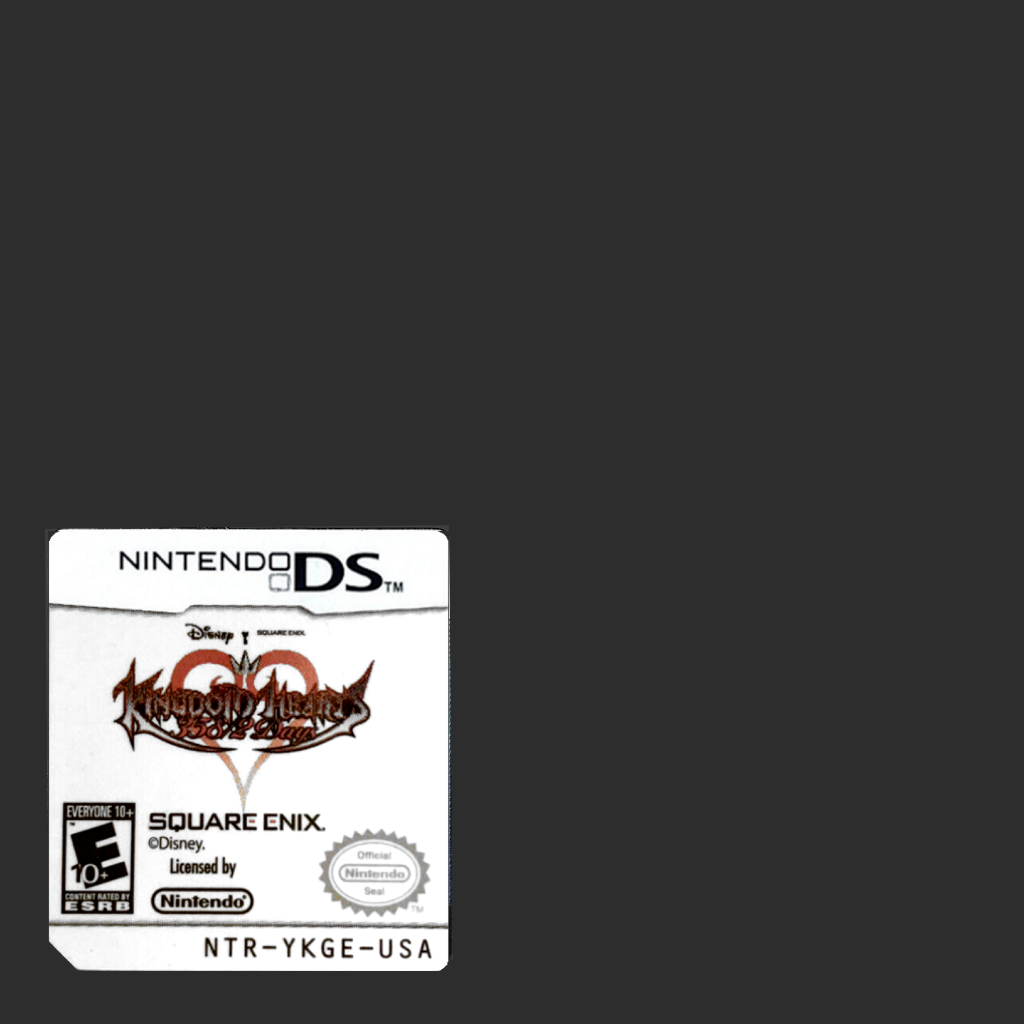 NINTENDO DS™
Disney SQUARE ENIX.
KINGDOM HEARTS
358/2 Days
EVERYONE 10+
™
E
10+
CONTENT RATED BY
ESRB
SQUARE ENIX.
©Disney.
Licensed by
Nintendo®
Official
Nintendo
Seal
TM
NTR-YKGE-USA